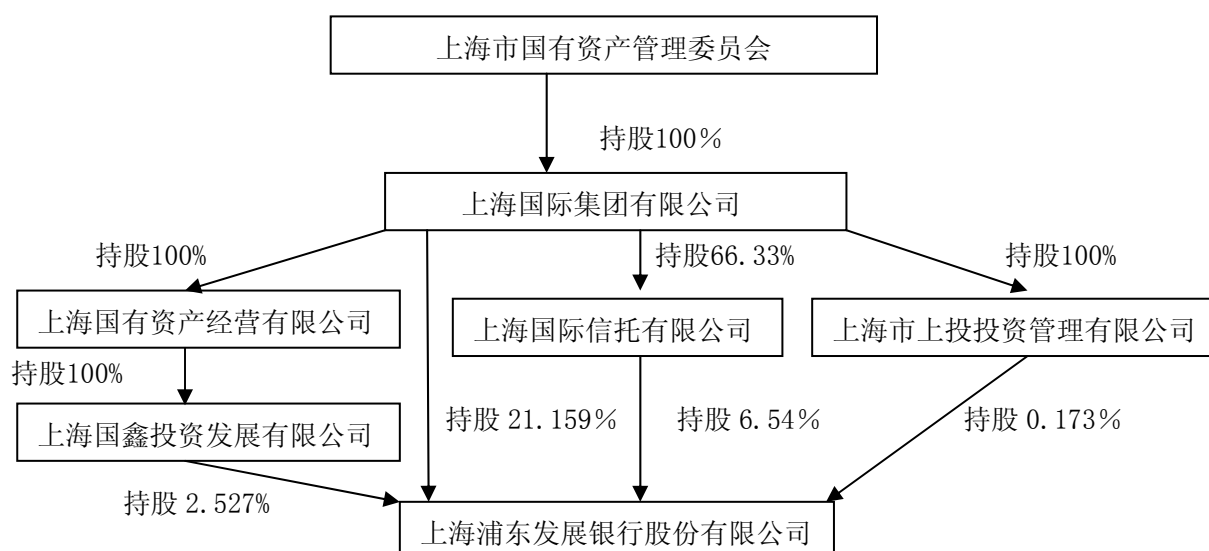 上海市国有资产管理委员会
持股100％
上海国际集团有限公司
持股100%
持股66.33%
持股100%
上海国有资产经营有限公司
上海国际信托有限公司
上海市上投投资管理有限公司
持股100%
持股 21.159％
持股 6.54％
持股 0.173％
上海国鑫投资发展有限公司
持股 2.527%
上海浦东发展银行股份有限公司